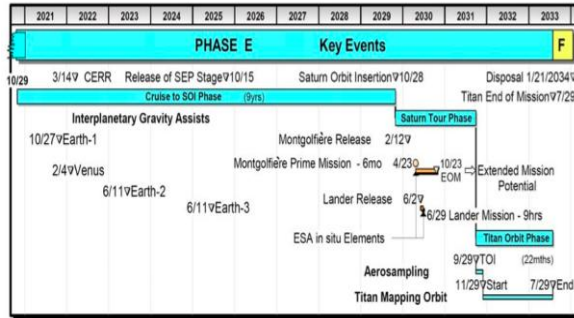 2021 2022 2023 2024 2025 2026 2027 2028 2029 2030 2031 2032 2033
PHASE E Key Events F
10/29 3/14 CERR Release of SEP Stage 10/15 Saturn Orbit Insertion 10/28 Disposal 1/21/2034
Cruise to SOI Phase (9yrs) Titan End of Mission 7/29
Interplanetary Gravity Assists Saturn Tour Phase
10/27 Earth-1 Montgolfière Release 2/12
2/4 Venus Montgolfière Prime Mission - 6mo 4/23 10/23 EOM Extended Mission Potential
6/11 Earth-2 Lander Release 6/2
6/11 Earth-3 6/29 Lander Mission - 9hrs
ESA in situ Elements Titan Orbit Phase
9/29 TOI (22mths)
Aerosampling
11/29 Start 7/29 End
Titan Mapping Orbit